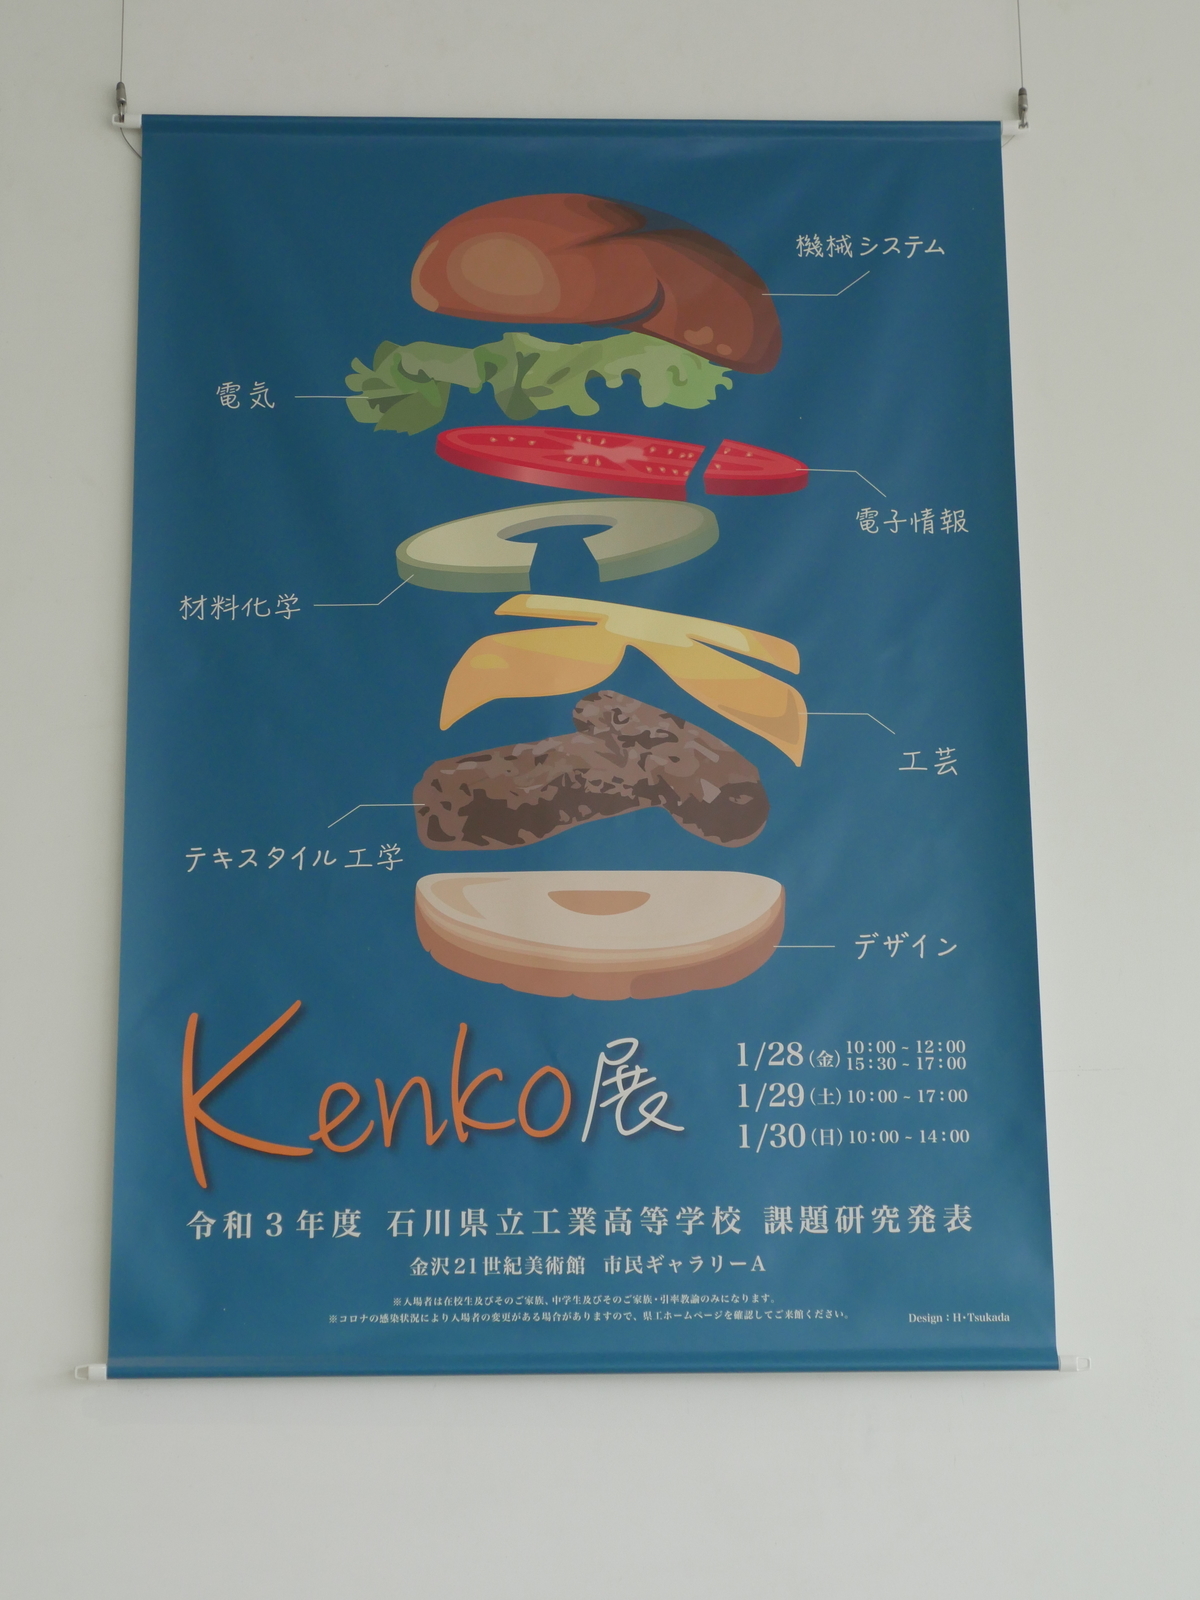 機械システム
電気
電子情報
材料化学
工芸
テキスタイル工学
デザイン
Kenko展
1/28(金)10:00~12:00
15:30~17:00
1/29(土)10:00~17:00
1/30(日)10:00~14:00
令和3年度 石川県立工業高等学校 課題研究発表
金沢21世紀美術館 市民ギャラリーA
※入場者は在校生及びそのご家族、中学生及びそのご家族・引率教諭のみになります。
※コロナの感染状況により入場者の変更がある場合がありますので、県工ホームページを確認してご来館ください。
Design:H・Tsukada